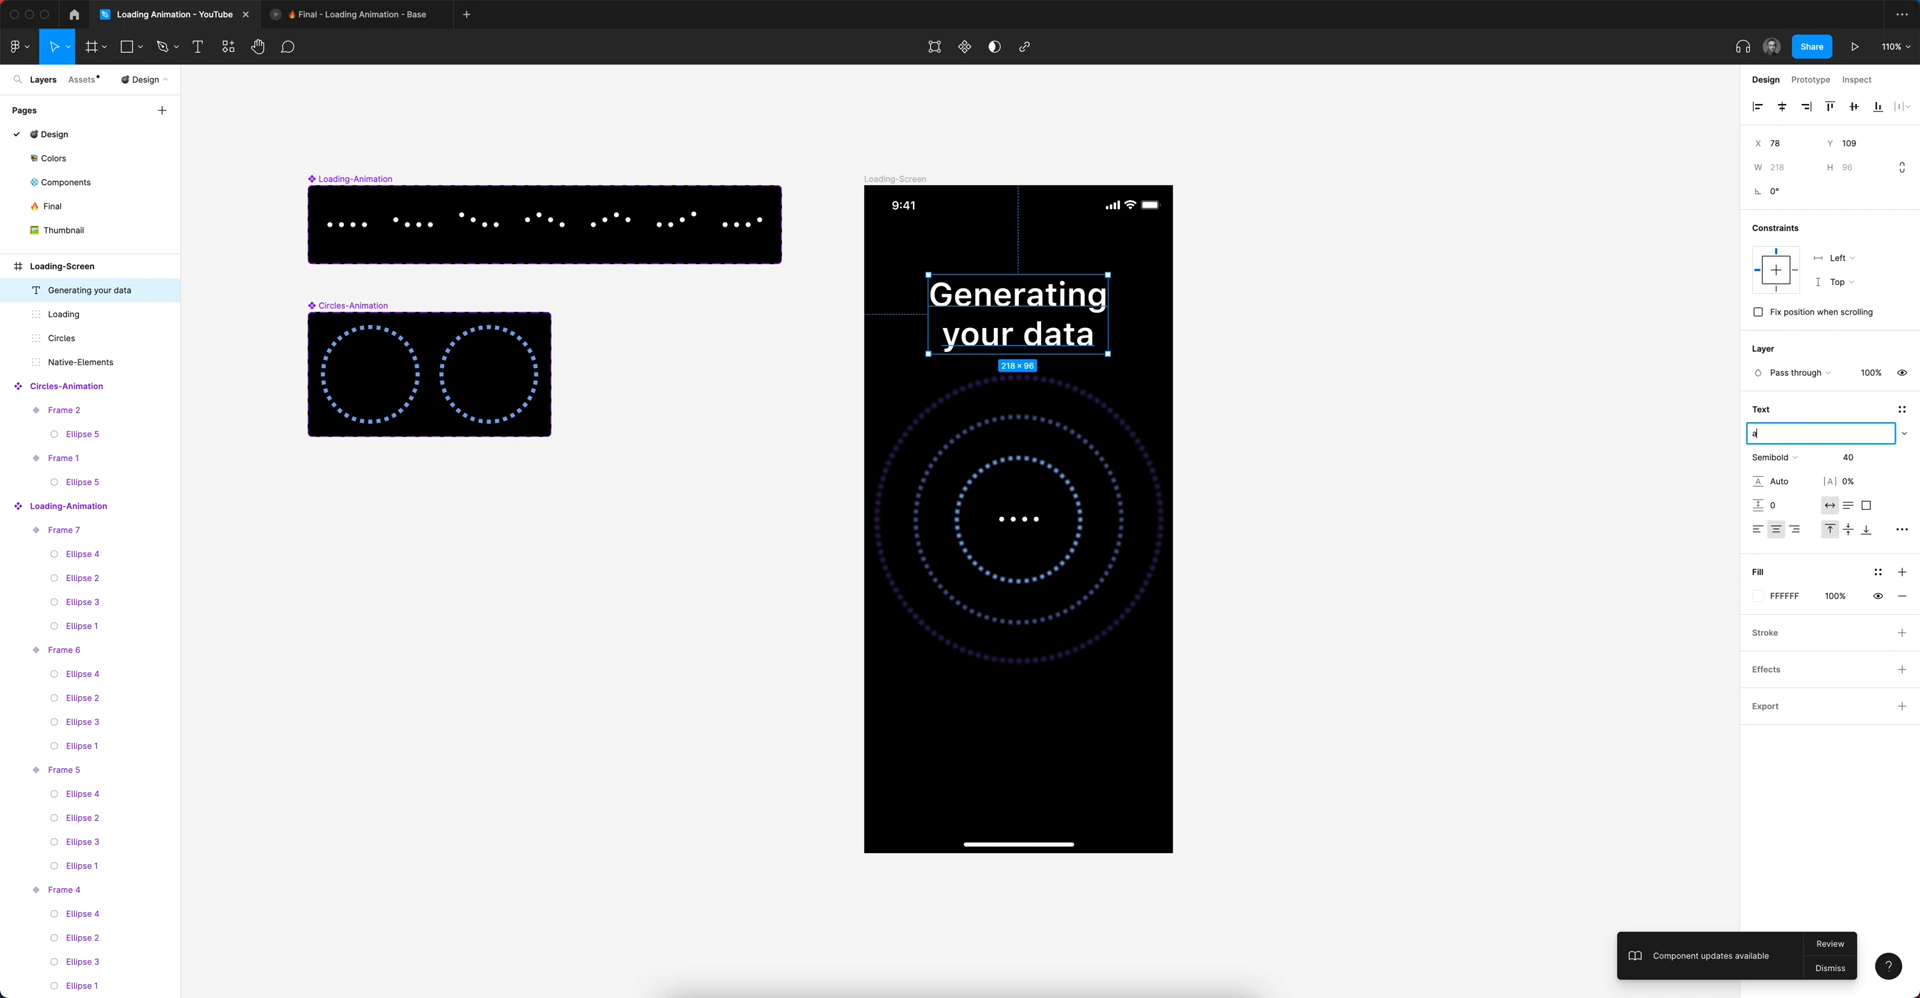 Loading Animation - YouTube
🔥 Final - Loading Animation - Base
Share
110%
Layers
Assets
Design
Pages
Design
Colors
Components
Final
Thumbnail
Loading-Screen
Generating your data
Loading
Circles
Native-Elements
Circles-Animation
Frame 2
Ellipse 5
Frame 1
Ellipse 5
Loading-Animation
Frame 7
Ellipse 4
Ellipse 2
Ellipse 3
Ellipse 1
Frame 6
Ellipse 4
Ellipse 2
Ellipse 3
Ellipse 1
Frame 5
Ellipse 4
Ellipse 2
Ellipse 3
Ellipse 1
Frame 4
Ellipse 4
Ellipse 2
Ellipse 3
Ellipse 1
Loading-Animation
Circles-Animation
Loading-Screen
9:41
Generating
your data
218 × 96
Design Prototype Inspect
X 78 Y 109
W 218 H 96
0°
Constraints
Left
Top
Fix position when scrolling
Layer
Pass through 100%
Text
a
Semibold 40
A Auto |A| 0%
0
Fill
FFFFFF 100%
Stroke
Effects
Export
Component updates available
Review
Dismiss
?